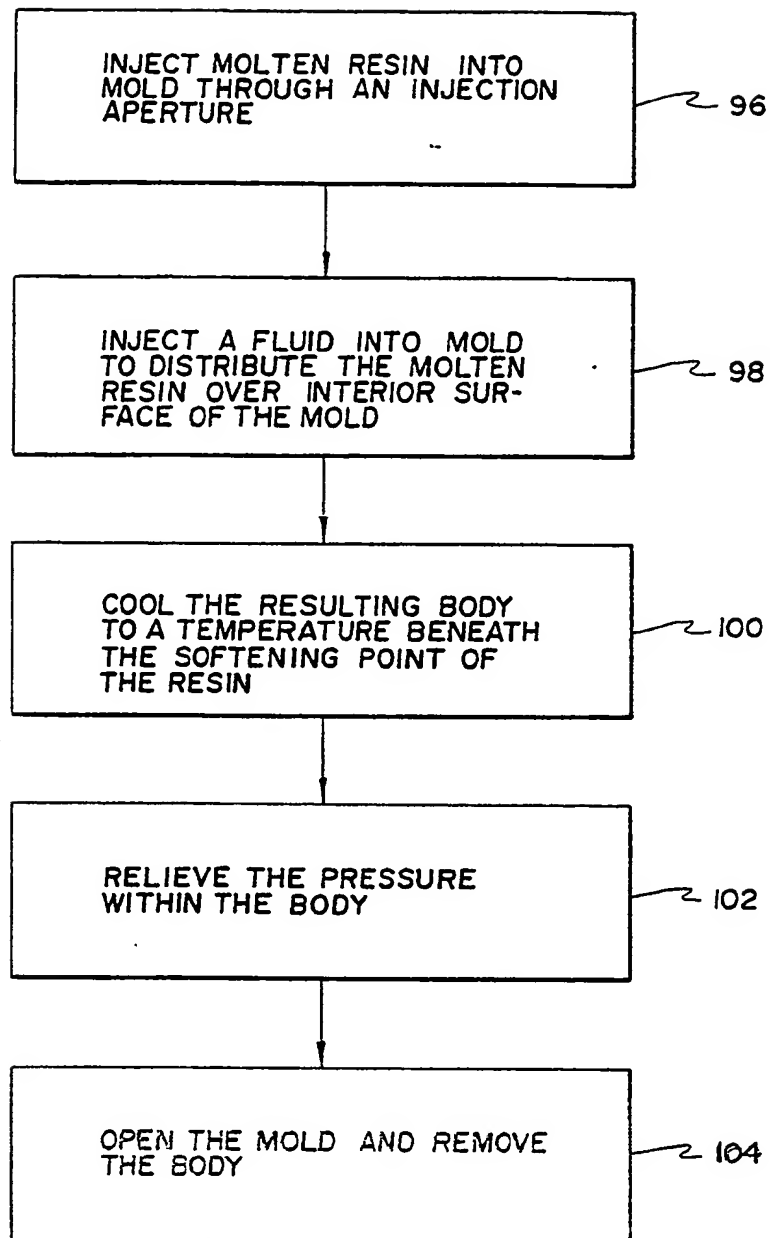 INJECT MOLTEN RESIN INTO
MOLD THROUGH AN INJECTION
APERTURE
96
INJECT A FLUID INTO MOLD
TO DISTRIBUTE THE MOLTEN
RESIN OVER INTERIOR SUR-
FACE OF THE MOLD
98
COOL THE RESULTING BODY
TO A TEMPERATURE BENEATH
THE SOFTENING POINT OF
THE RESIN
100
RELIEVE THE PRESSURE
WITHIN THE BODY
102
OPEN THE MOLD AND REMOVE
THE BODY
104